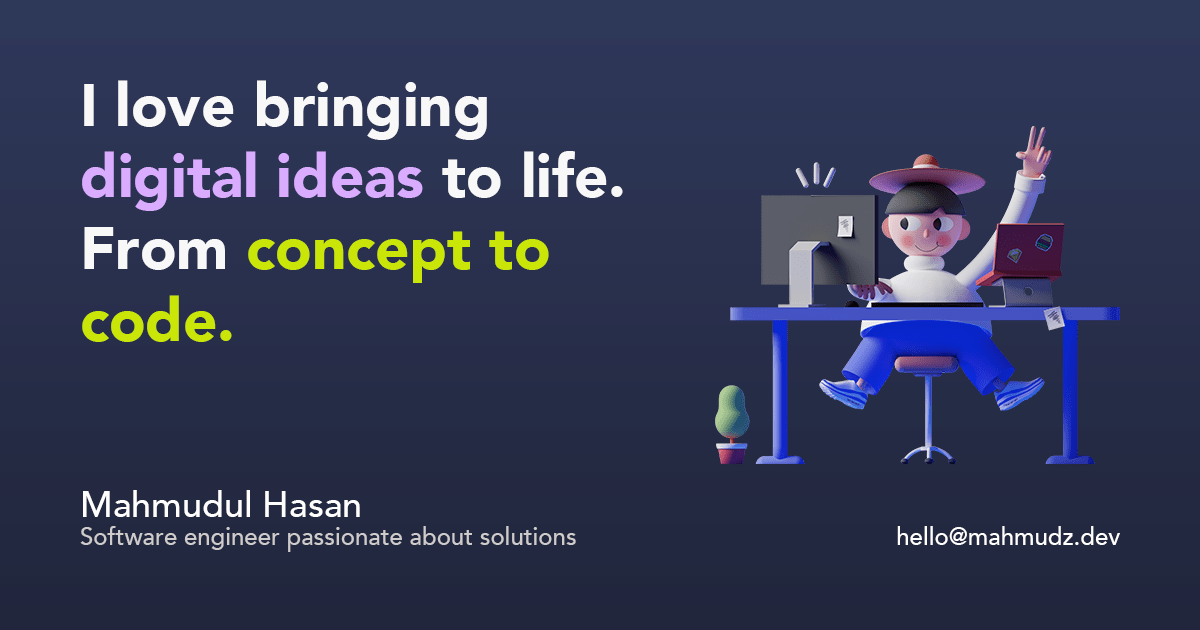 I love bringing
digital ideas to life.
From concept to
code.
Mahmudul Hasan
Software engineer passionate about solutions
hello@mahmudz.dev